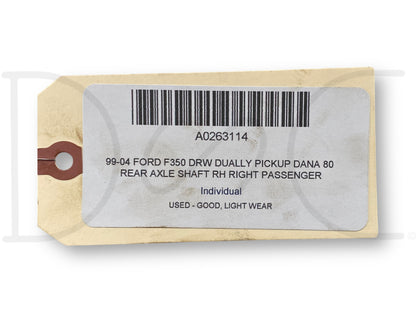 A0263114
99-04 FORD F350 DRW DUALLY PICKUP DANA 80
REAR AXLE SHAFT RH RIGHT PASSENGER
Individual
USED - GOOD, LIGHT WEAR